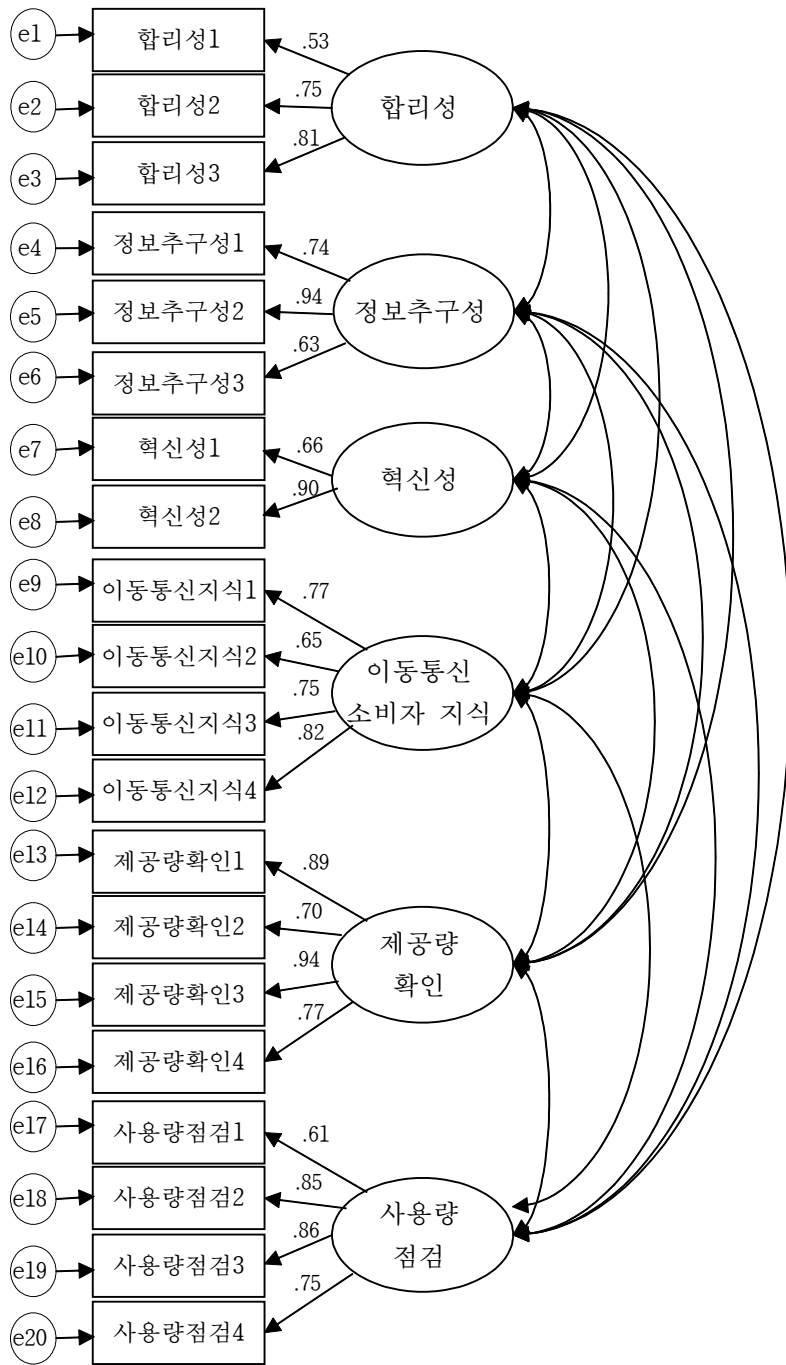 e1
합리성1
.53
e2
합리성2
.75
합리성
e3
합리성3
.81
e4
정보추구성1
.74
e5
정보추구성2
.94
정보추구성
e6
정보추구성3
.63
e7
혁신성1
.66
혁신성
e8
혁신성2
.90
e9
이동통신지식1
.77
e10
이동통신지식2
.65
이동통신
소비자 지식
e11
이동통신지식3
.75
e12
이동통신지식4
.82
e13
제공량확인1
.89
e14
제공량확인2
.70
제공량
확인
e15
제공량확인3
.94
e16
제공량확인4
.77
e17
사용량점검1
.61
e18
사용량점검2
.85
사용량
점검
e19
사용량점검3
.86
e20
사용량점검4
.75